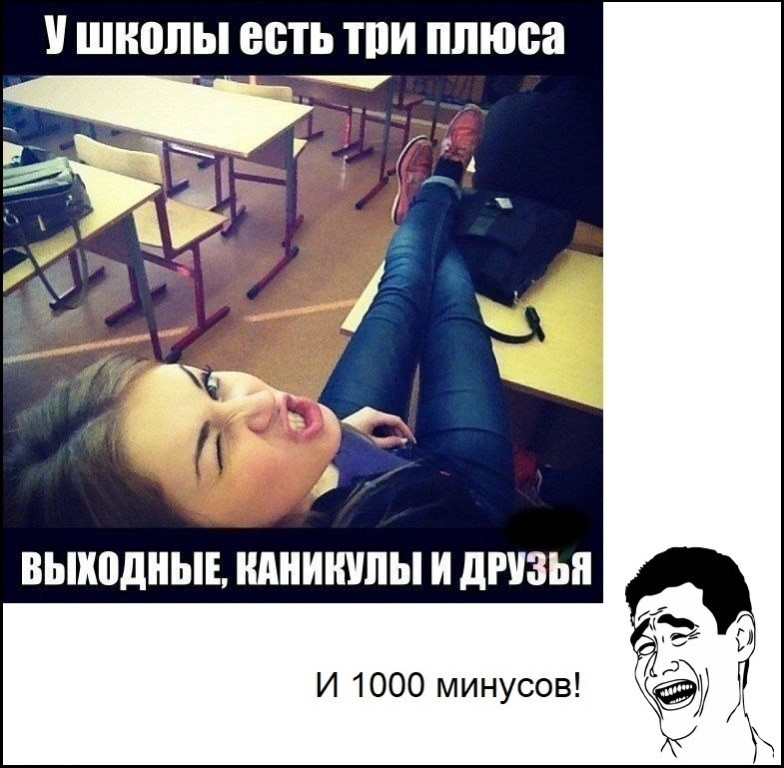 У школы есть три плюса
ВЫХОДНЫЕ, КАНИКУЛЫ И ДРУЗЬЯ
И 1000 минусов!